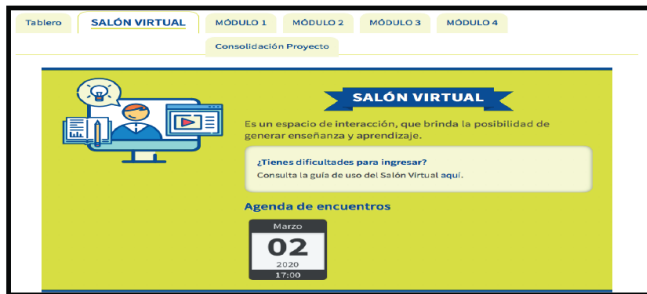 Tablero SALÓN VIRTUAL MÓDULO 1 MÓDULO 2 MÓDULO 3 MÓDULO 4
Consolidación Proyecto
SALÓN VIRTUAL
Es un espacio de interacción, que brinda la posibilidad de
generar enseñanza y aprendizaje.
¿Tienes dificultades para ingresar?
Consulta la guía de uso del Salón Virtual aquí.
Agenda de encuentros
Marzo
02
2020
17:00